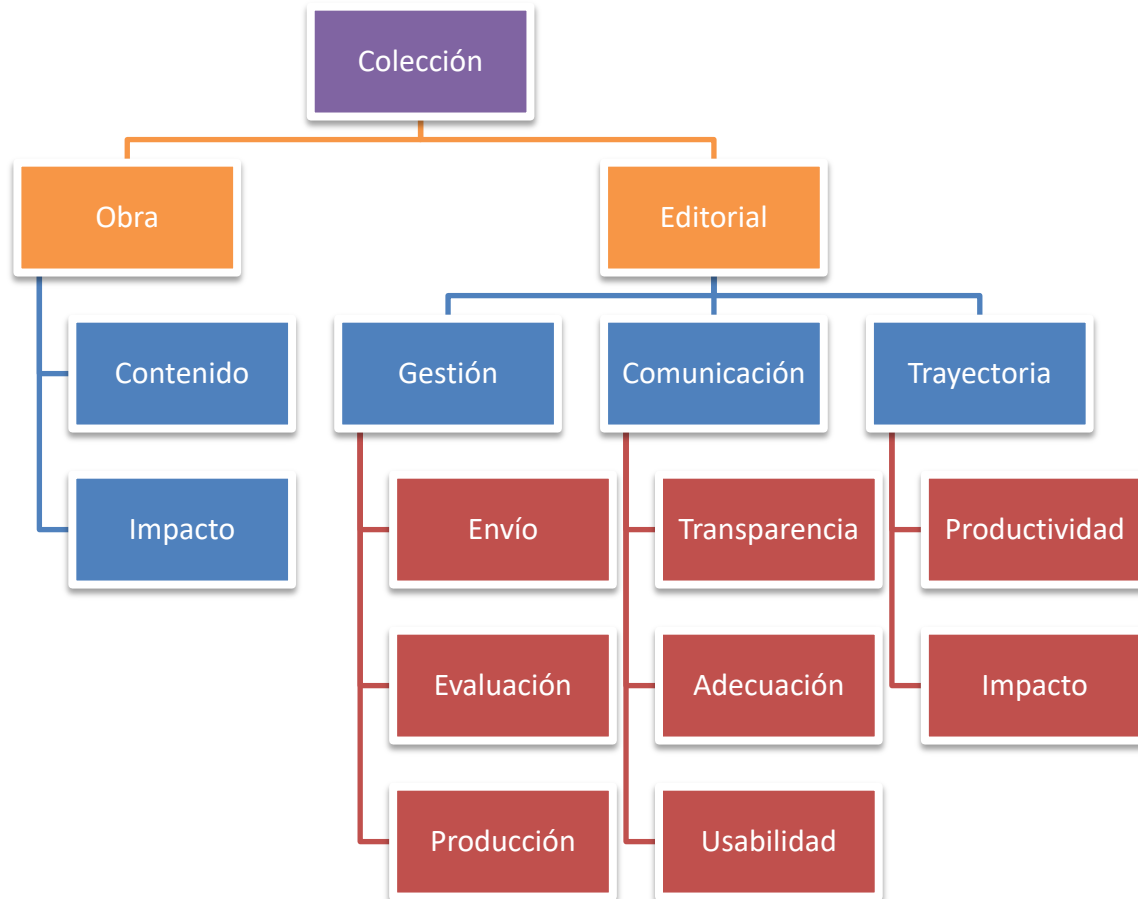 Colección
Obra
Editorial
Contenido
Gestión
Comunicación
Trayectoria
Impacto
Envío
Transparencia
Productividad
Evaluación
Adecuación
Impacto
Producción
Usabilidad